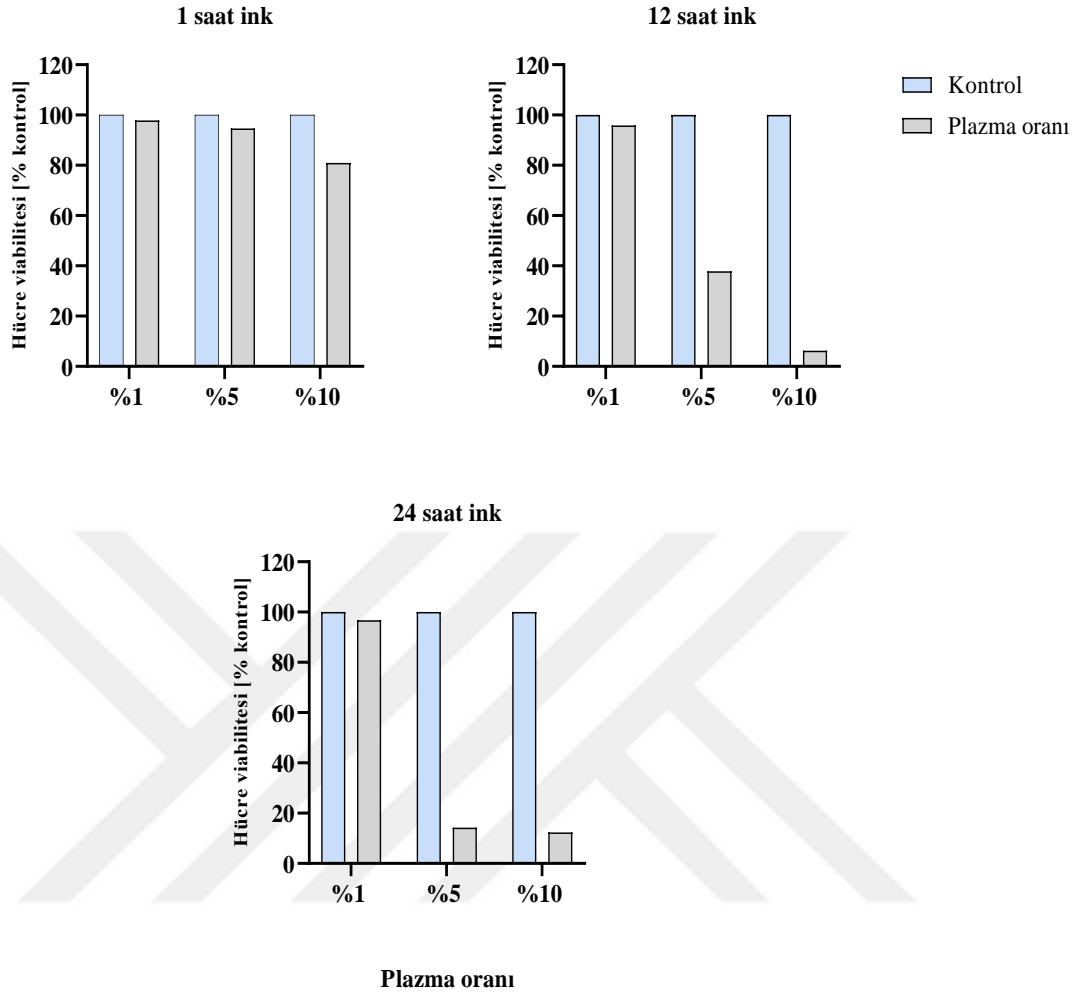 1 saat ink
Hücre viabilitesi [% kontrol]
120
100
80
60
40
20
0
%1 %5 %10
12 saat ink
Hücre viabilitesi [% kontrol]
120
100
80
60
40
20
0
%1 %5 %10
Kontrol
Plazma oranı
24 saat ink
Hücre viabilitesi [% kontrol]
120
100
80
60
40
20
0
%1 %5 %10
Plazma oranı